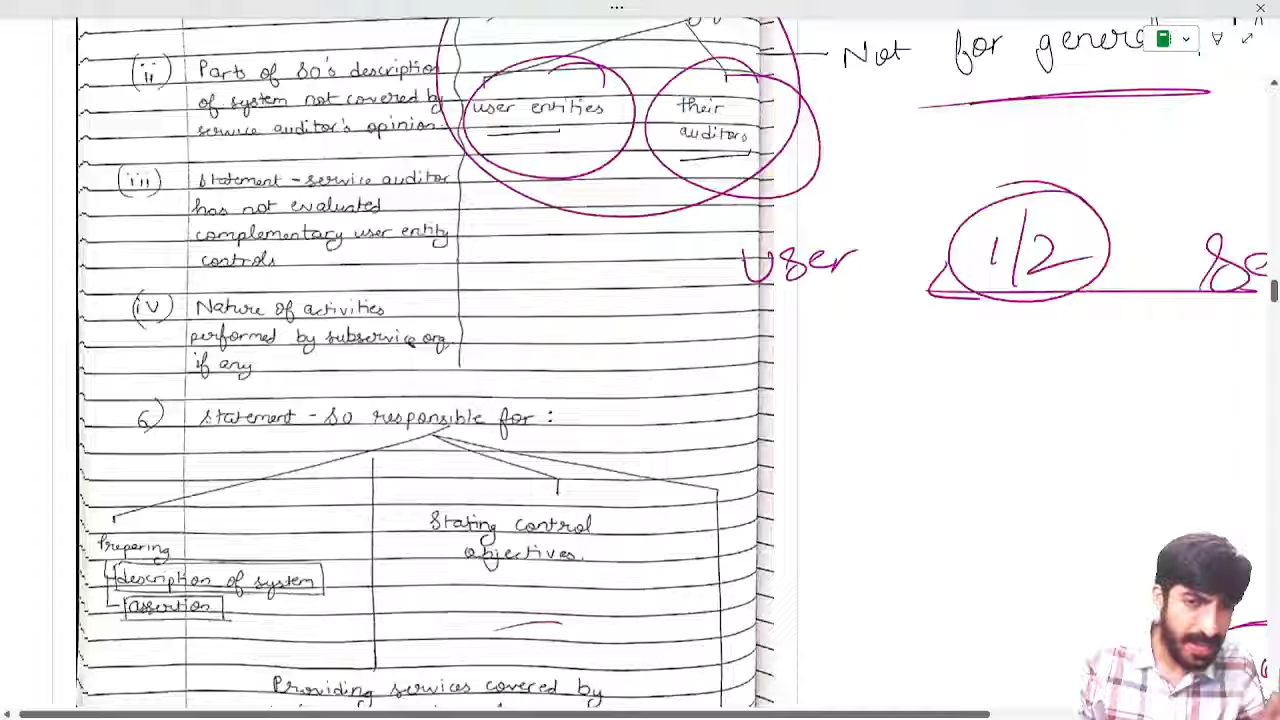 Not for genera
(ii) Parts of SO's description
of system not covered by
service auditor's opinion.
user entities
their
auditors
(iii) Statement - service auditor
has not evaluated
complementary user entity
controls
User
1/2
Se
(iv) Nature of activities
performed by subservice org.
if any
6) Statement - SO responsible for :
Preparing
description of system
assertion
Stating control
objectives.
Providing services covered by